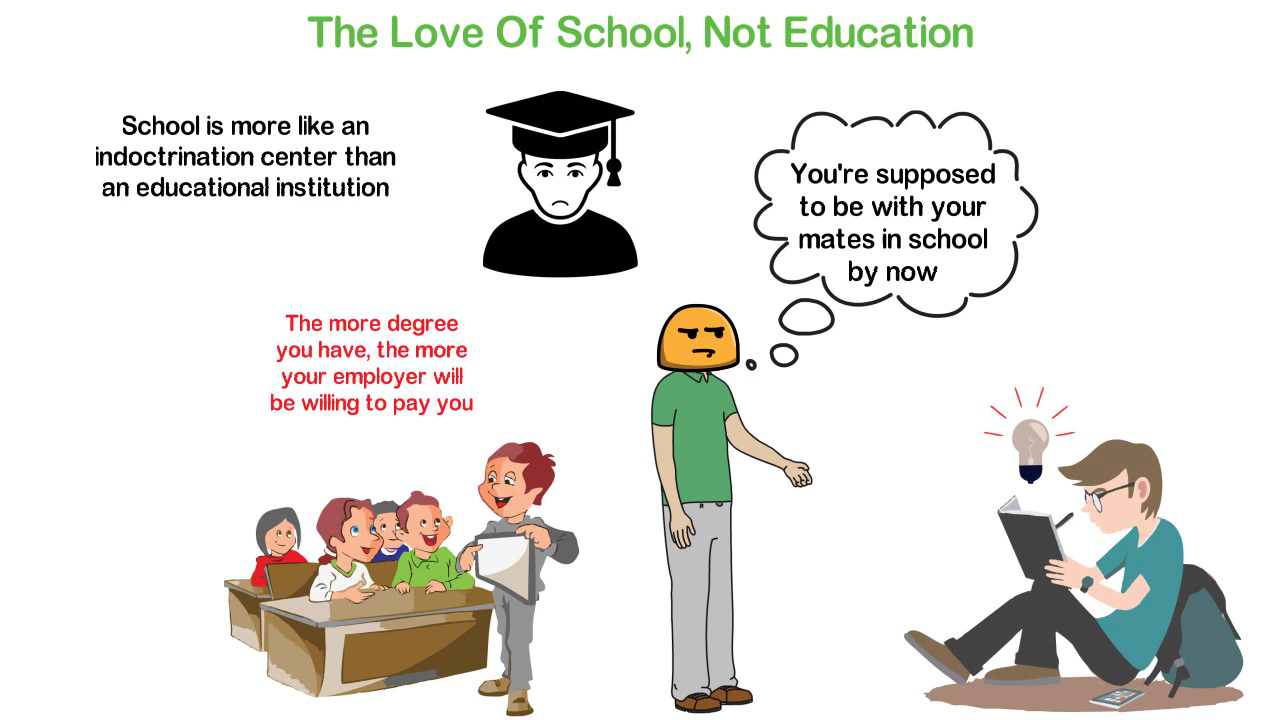 The Love Of School, Not Education
School is more like an
indoctrination center than
an educational institution
You're supposed
to be with your
mates in school
by now
The more degree
you have, the more
your employer will
be willing to pay you